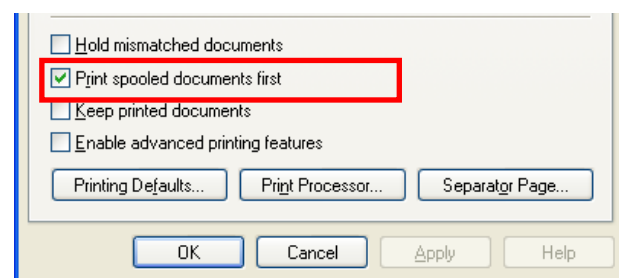 Hold mismatched documents
Print spooled documents first
Keep printed documents
Enable advanced printing features
Printing Defaults... Print Processor... Separator Page...
OK Cancel Apply Help